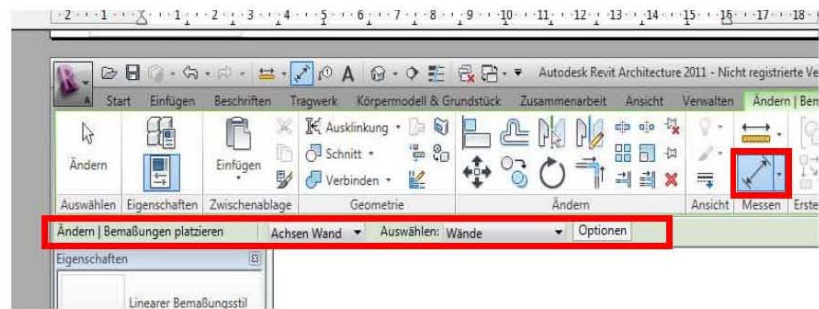 · 2 · · · 1 · · · · · · 1 · · · 2 · · · 3 · · · 4 · · · 5 · · · 6 · · · 7 · · · 8 · · · 9 · · · 10 · · · 11 · · · 12 · · · 13 · · · 14 · · · 15 · · · 16 · · · 17 · · · 18 ·
A Autodesk Revit Architecture 2011 - Nicht registrierte Ve
Start Einfügen Beschriften Tragwerk Körpermodell & Grundstück Zusammenarbeit Ansicht Verwalten Ändern | Bem
Ausklinkung
Schnitt
Ändern Einfügen
Verbinden
Auswählen Eigenschaften Zwischenablage Geometrie Ändern Ansicht Messen Erste
Ändern | Bemaßungen platzieren Achsen Wand Auswählen: Wände Optionen
Eigenschaften
Linearer Bemaßungsstil